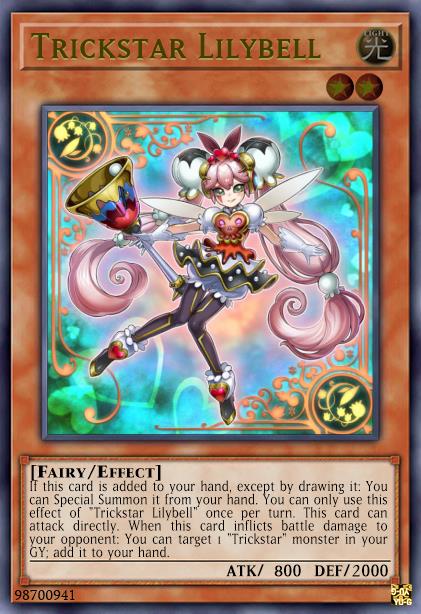 TRICKSTAR LILYBELL
LIGHT
光
[FAIRY/EFFECT]
If this card is added to your hand, except by drawing it: You
can Special Summon it from your hand. You can only use this
effect of "Trickstar Lilybell" once per turn. This card can
attack directly. When this card inflicts battle damage to
your opponent: You can target 1 "Trickstar" monster in your
GY; add it to your hand.
ATK/ 800 DEF/2000
98700941